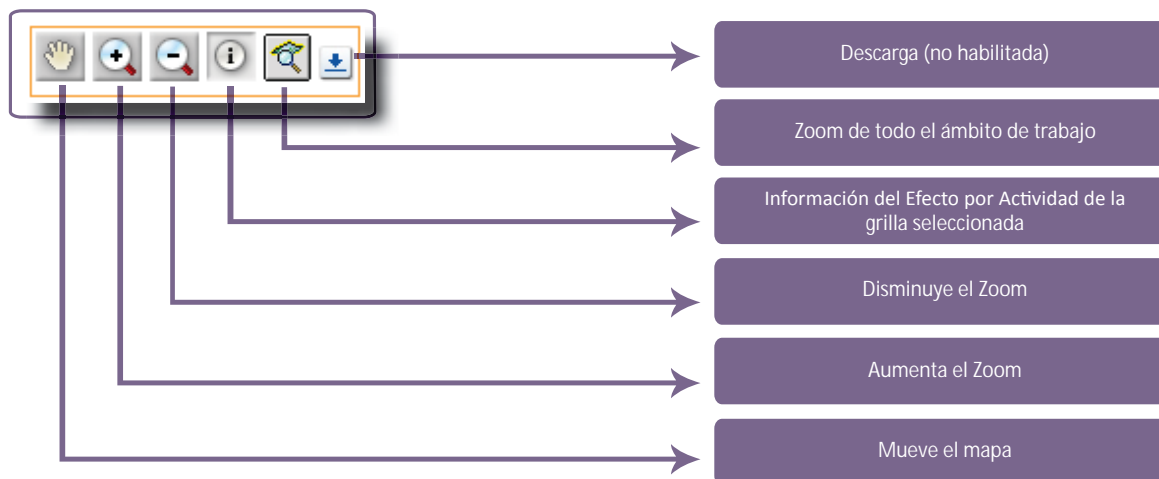 Descarga (no habilitada)
Zoom de todo el ámbito de trabajo
Información del Efecto por Actividad de la
grilla seleccionada
Disminuye el Zoom
Aumenta el Zoom
Mueve el mapa